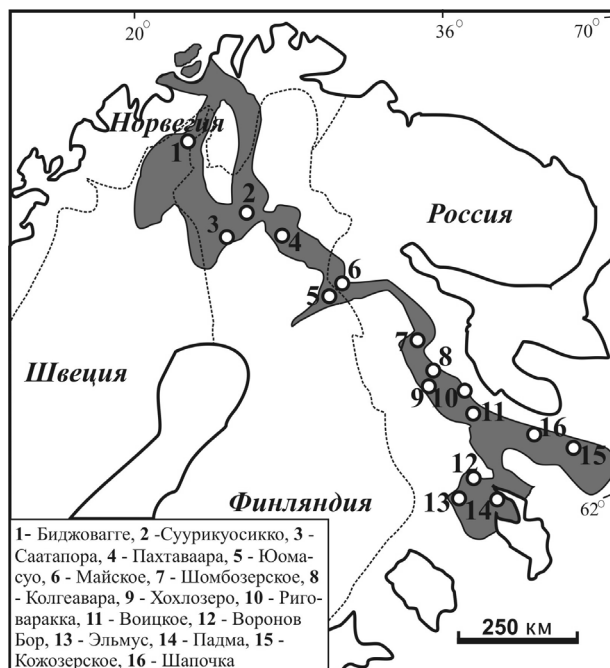 20°
36°
70°
Норвегия
1
2
3
4
Россия
6
5
7
8
Швеция
9
10
11
16
15
12
13
14
62°
Финляндия
1- Биджовагге, 2 -Суурикуосикко, 3 -
Саатапора, 4 - Пахтаваара, 5 - Юома-
суо, 6 - Майское, 7 - Шомбозерское, 8
- Колгеавара, 9 - Хохлозеро, 10 - Риго-
варакка, 11 - Воицкое, 12 - Воронов
Бор, 13 - Эльмус, 14 - Падма, 15 -
Кожозерское, 16 - Шапочка
250 км